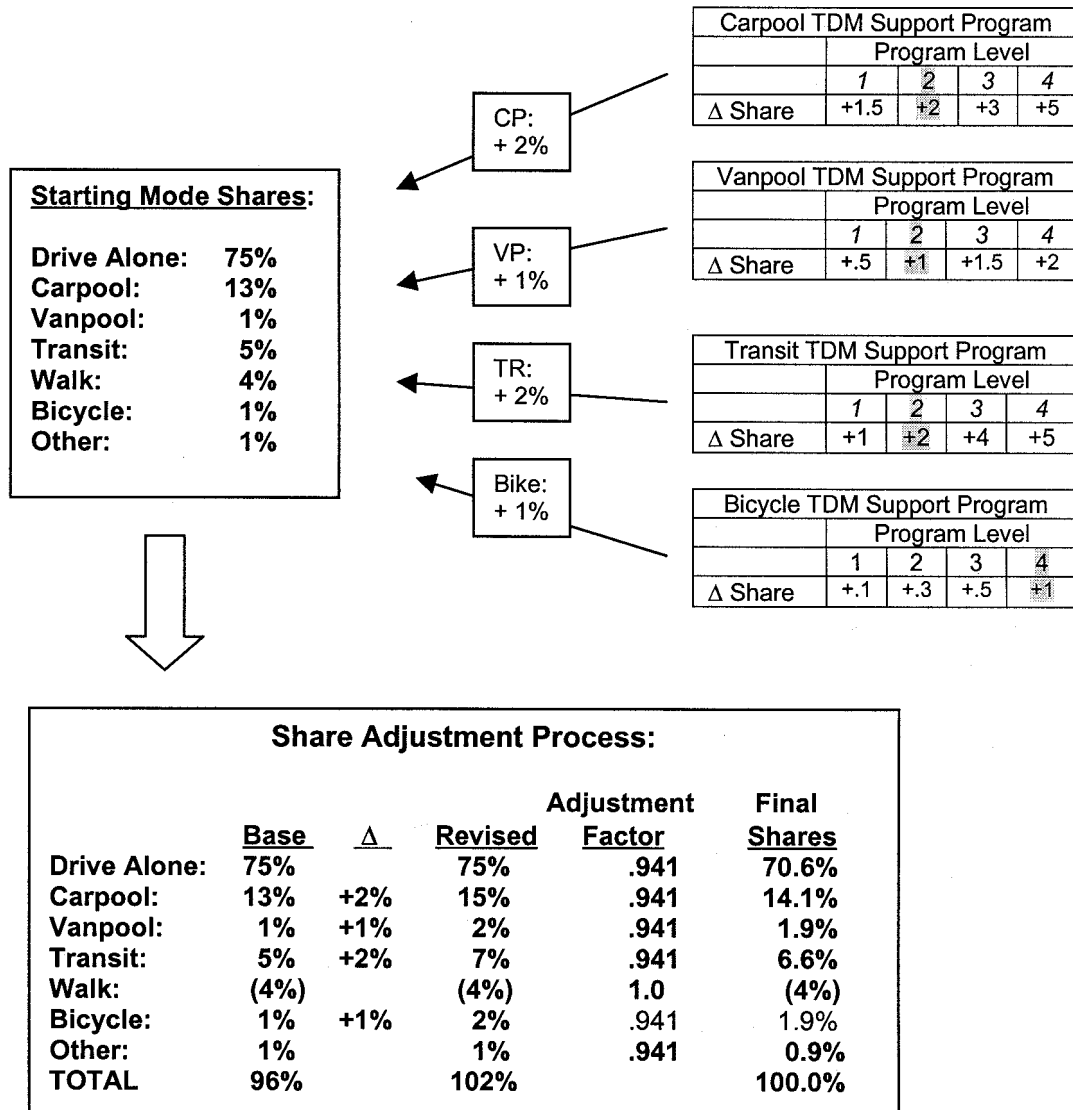 Carpool TDM Support Program
Program Level
1 2 3 4
Δ Share +1.5 +2 +3 +5
CP:
+ 2%
Vanpool TDM Support Program
Program Level
1 2 3 4
Δ Share +.5 +1 +1.5 +2
VP:
+ 1%
Transit TDM Support Program
Program Level
1 2 3 4
Δ Share +1 +2 +4 +5
TR:
+ 2%
Bicycle TDM Support Program
Program Level
1 2 3 4
Δ Share +.1 +.3 +.5 +1
Bike:
+ 1%
Starting Mode Shares:
Drive Alone: 75%
Carpool: 13%
Vanpool: 1%
Transit: 5%
Walk: 4%
Bicycle: 1%
Other: 1%
Share Adjustment Process:
Adjustment Final
Base Δ Revised Factor Shares
Drive Alone: 75% 75% .941 70.6%
Carpool: 13% +2% 15% .941 14.1%
Vanpool: 1% +1% 2% .941 1.9%
Transit: 5% +2% 7% .941 6.6%
Walk: (4%) (4%) 1.0 (4%)
Bicycle: 1% +1% 2% .941 1.9%
Other: 1% 1% .941 0.9%
TOTAL 96% 102% 100.0%